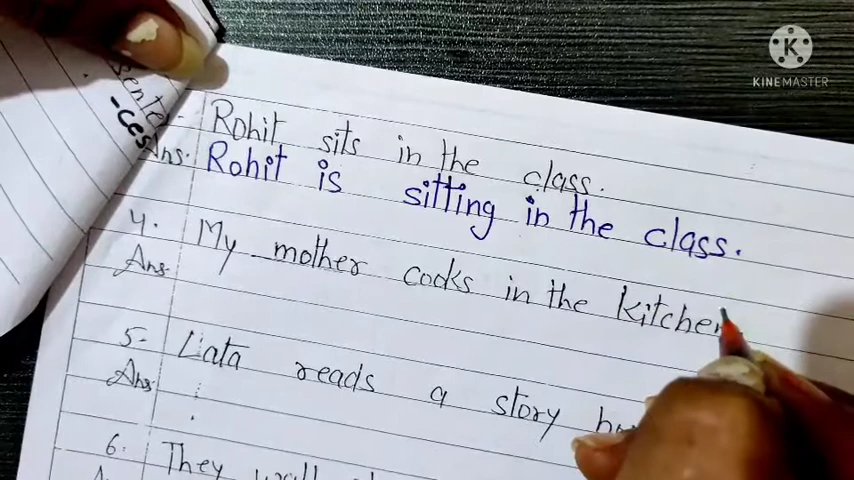 K
KINEMASTER
Rohit sits in the class.
Ans. Rohit is sitting in the class.
4. My mother cooks in the kitchen
Ans.
5- Lata reads a story
Ans
6. They